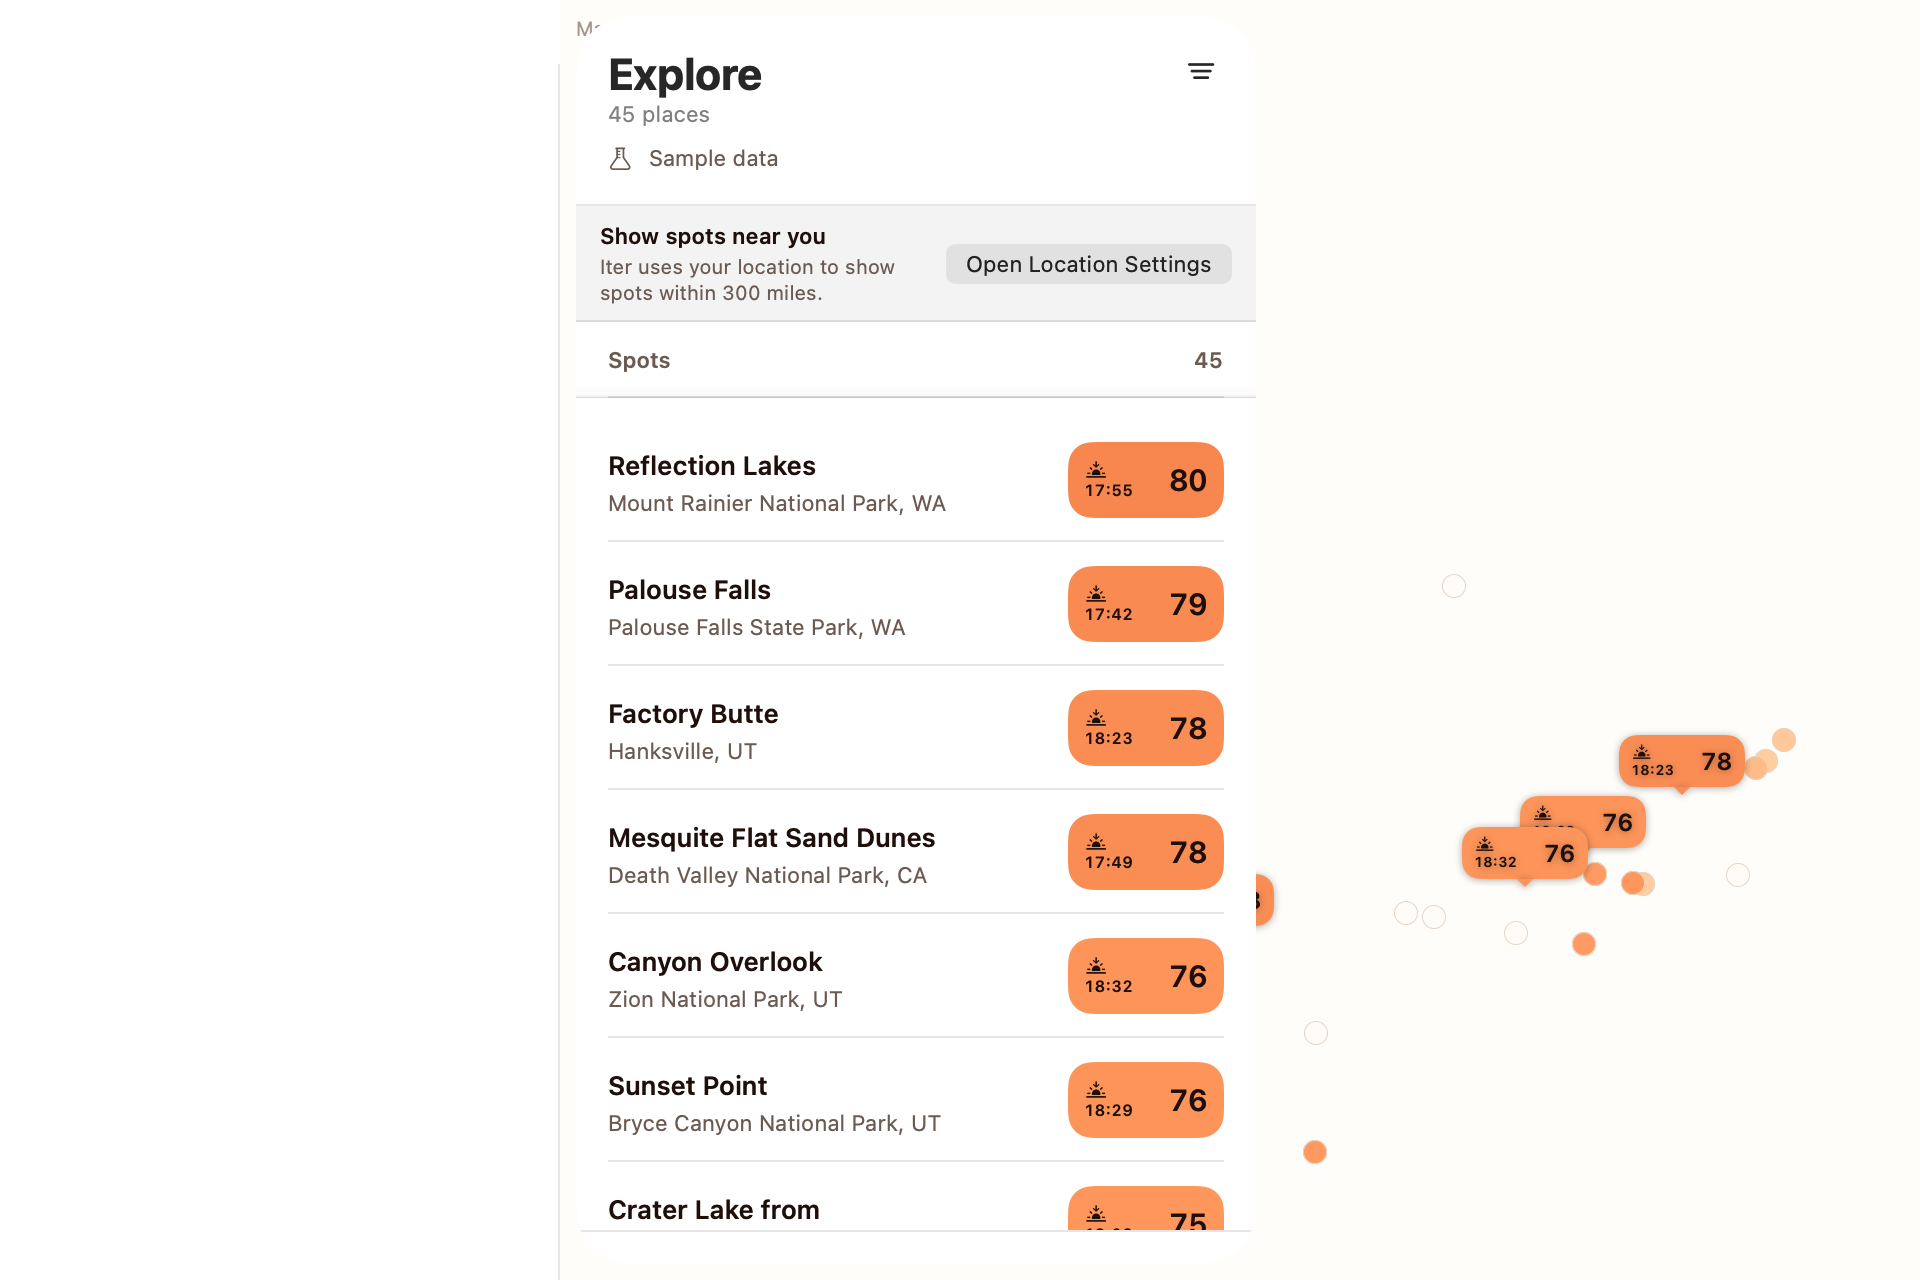 Explore
45 places
Sample data
Show spots near you
Iter uses your location to show
spots within 300 miles.
Open Location Settings
Spots
45
Reflection Lakes
Mount Rainier National Park, WA
17:55
80
Palouse Falls
Palouse Falls State Park, WA
17:42
79
Factory Butte
Hanksville, UT
18:23
78
Mesquite Flat Sand Dunes
Death Valley National Park, CA
17:49
78
Canyon Overlook
Zion National Park, UT
18:32
76
Sunset Point
Bryce Canyon National Park, UT
18:29
76
Crater Lake from
75
18:23
78
76
18:32
76